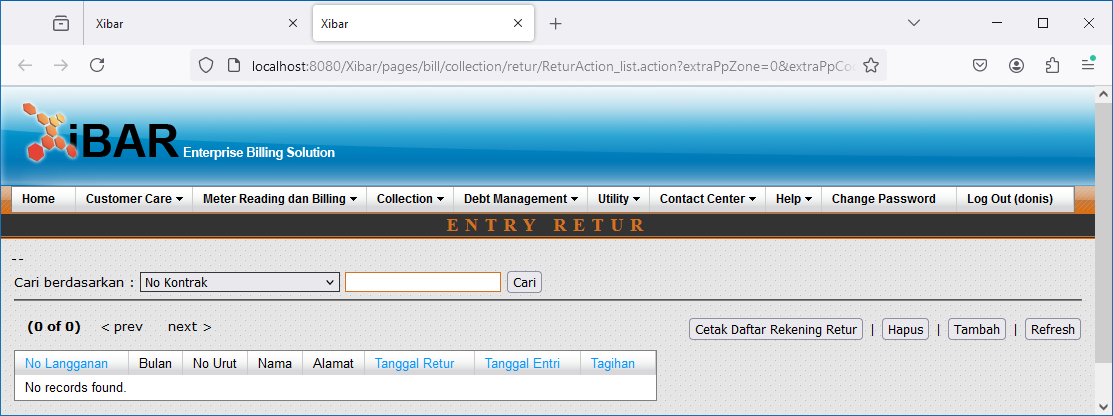 Xibar
Xibar
localhost:8080/Xibar/pages/bill/collection/retur/ReturAction_list.action?extraPpZone=0&extraPpCo
iBAR Enterprise Billing Solution
Home Customer Care Meter Reading dan Billing Collection Debt Management Utility Contact Center Help Change Password Log Out (donis)
ENTRY RETUR
--
Cari berdasarkan : No Kontrak Cari
(0 of 0) < prev next > Cetak Daftar Rekening Retur | Hapus | Tambah | Refresh
No Langganan Bulan No Urut Nama Alamat Tanggal Retur Tanggal Entri Tagihan
No records found.